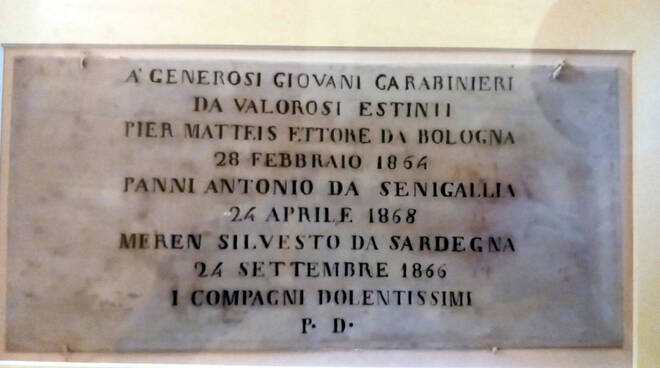 A' GENEROSI GIOVANI CARABINIERI
DA VALOROSI ESTINTI
PIER MATTEIS ETTORE DA BOLOGNA
28 FEBBRAIO 1864
PANNI ANTONIO DA SENIGALLIA
24 APRILE 1868
MEREN SILVESTO DA SARDEGNA
24 SETTEMBRE 1866
I COMPAGNI DOLENTISSIMI
P. D.